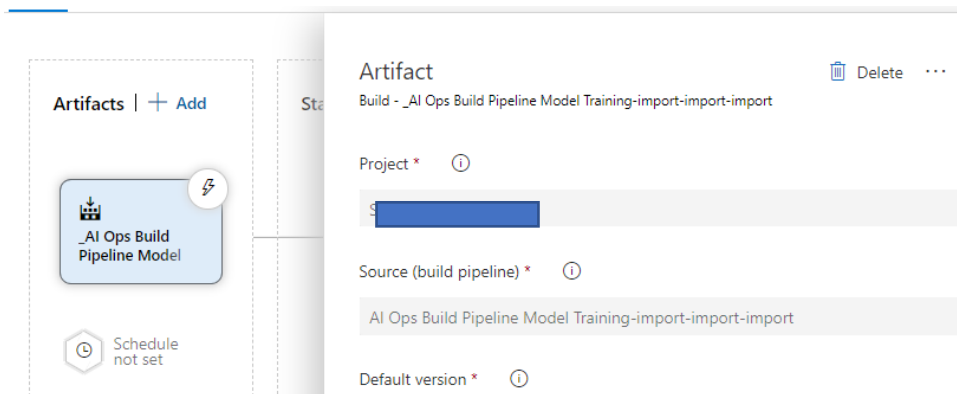 Artifacts | + Add
Sta
_AI Ops Build
Pipeline Model
Schedule
not set
Artifact
Delete ...
Build - _AI Ops Build Pipeline Model Training-import-import-import
Project *
S
Source (build pipeline) *
AI Ops Build Pipeline Model Training-import-import-import
Default version *